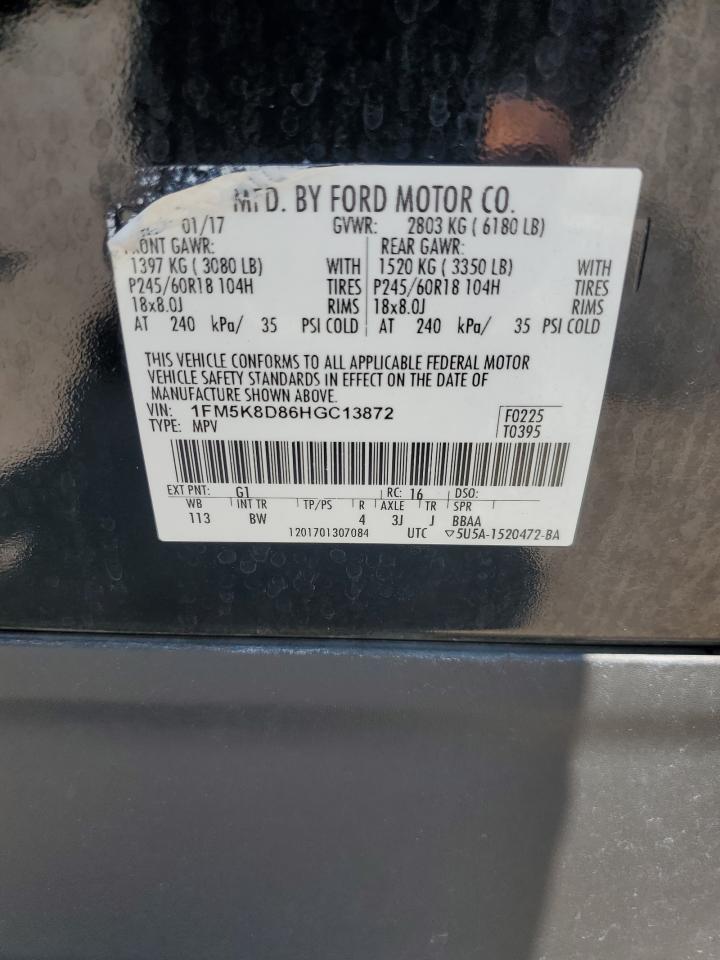 MFD. BY FORD MOTOR CO.
01/17 GVWR: 2803 KG ( 6180 LB)
FRONT GAWR: REAR GAWR:
1397 KG ( 3080 LB) WITH 1520 KG ( 3350 LB) WITH
P245/60R18 104H TIRES P245/60R18 104H TIRES
18x8.0J RIMS 18x8.0J RIMS
AT 240 kPa/ 35 PSI COLD AT 240 kPa/ 35 PSI COLD
THIS VEHICLE CONFORMS TO ALL APPLICABLE FEDERAL MOTOR
VEHICLE SAFETY STANDARDS IN EFFECT ON THE DATE OF
MANUFACTURE SHOWN ABOVE.
VIN: 1FM5K8D86HGC13872 F0225
TYPE: MPV T0395
EXT PNT: G1 RC: 16 DSO:
WB INT TR TP/PS R AXLE TR SPR
113 BW 4 3J J BBAA
1201701307084 UTC ▽5U5A-1520472-BA